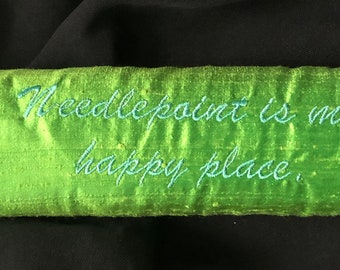 Needlepoint is m
happy place.